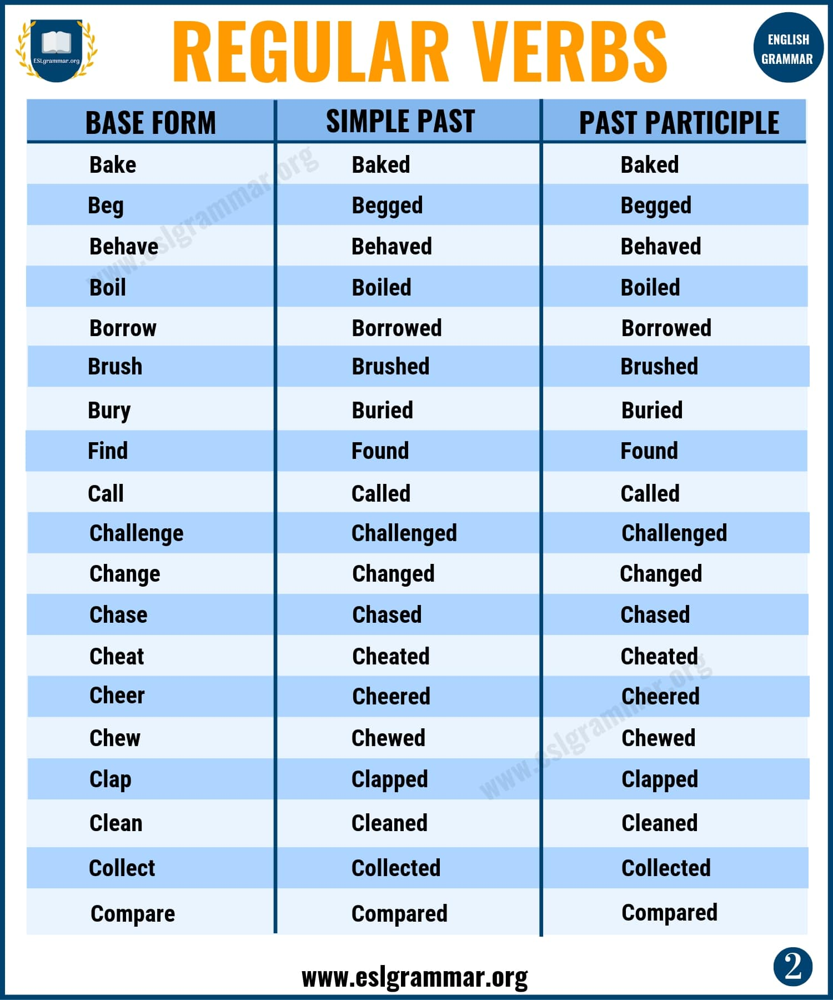 ESLgrammar.org
REGULAR VERBS
ENGLISH
GRAMMAR
BASE FORM SIMPLE PAST PAST PARTICIPLE
Bake Baked Baked
Beg Begged Begged
Behave Behaved Behaved
Boil Boiled Boiled
Borrow Borrowed Borrowed
Brush Brushed Brushed
Bury Buried Buried
Find Found Found
Call Called Called
Challenge Challenged Challenged
Change Changed Changed
Chase Chased Chased
Cheat Cheated Cheated
Cheer Cheered Cheered
Chew Chewed Chewed
Clap Clapped Clapped
Clean Cleaned Cleaned
Collect Collected Collected
Compare Compared Compared
www.eslgrammar.org
www.eslgrammar.org
www.eslgrammar.org
2